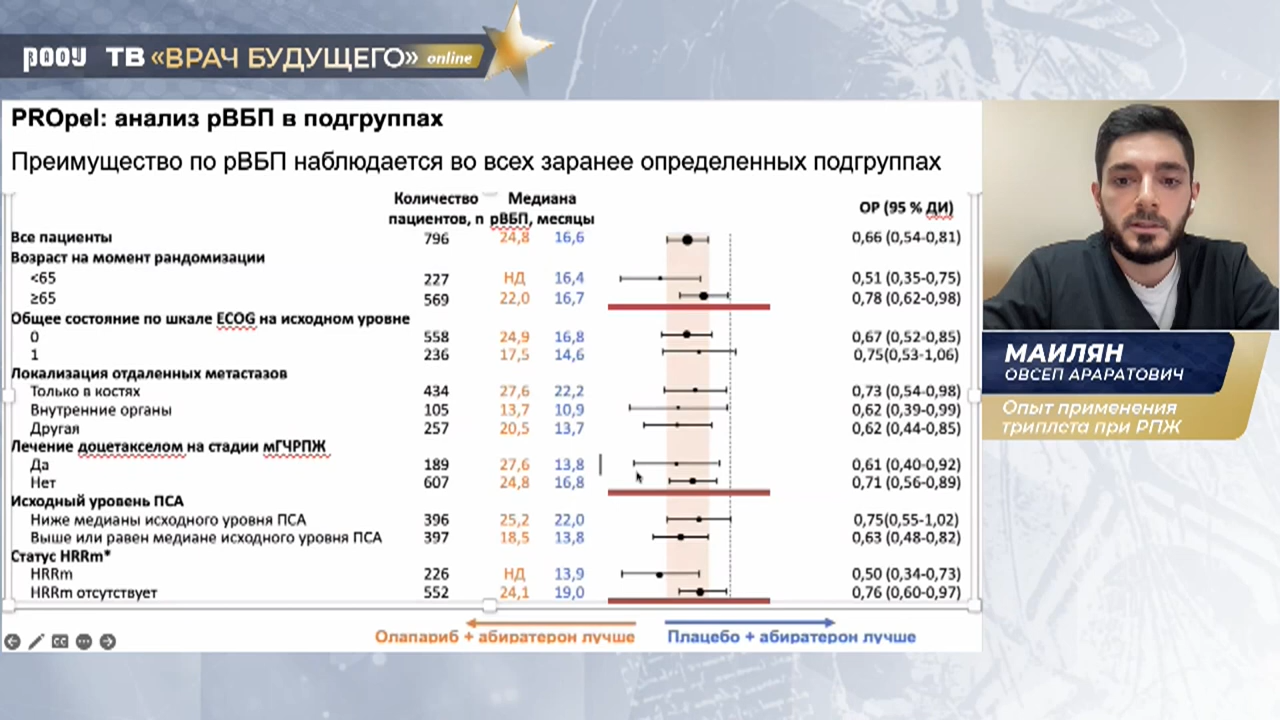 РООУ ТВ «ВРАЧ БУДУЩЕГО» online
PROpel: анализ рВБП в подгруппах
Преимущество по рВБП наблюдается во всех заранее определенных подгруппах
Количество пациентов, n
Медиана рВБП, месяцы
ОР (95 % ДИ)
Все пациенты 796 24,8 16,6 0,66 (0,54-0,81)
Возраст на момент рандомизации
<65 227 НД 16,4 0,51 (0,35-0,75)
≥65 569 22,0 16,7 0,78 (0,62-0,98)
Общее состояние по шкале ECOG на исходном уровне
0 558 24,9 16,8 0,67 (0,52-0,85)
1 236 17,5 14,6 0,75(0,53-1,06)
Локализация отдаленных метастазов
Только в костях 434 27,6 22,2 0,73 (0,54-0,98)
Внутренние органы 105 13,7 10,9 0,62 (0,39-0,99)
Другая 257 20,5 13,7 0,62 (0,44-0,85)
Лечение доцетакселом на стадии мГЧРПЖ
Да 189 27,6 13,8 0,61 (0,40-0,92)
Нет 607 24,8 16,8 0,71 (0,56-0,89)
Исходный уровень ПСА
Ниже медианы исходного уровня ПСА 396 25,2 22,0 0,75(0,55-1,02)
Выше или равен медиане исходного уровня ПСА 397 18,5 13,8 0,63 (0,48-0,82)
Статус HRRm*
HRRm 226 НД 13,9 0,50 (0,34-0,73)
HRRm отсутствует 552 24,1 19,0 0,76 (0,60-0,97)
Олапариб + абиратерон лучше
Плацебо + абиратерон лучше
МАИЛЯН
ОВСЕП АРАРАТОВИЧ
Опыт применения
триплета при РПЖ